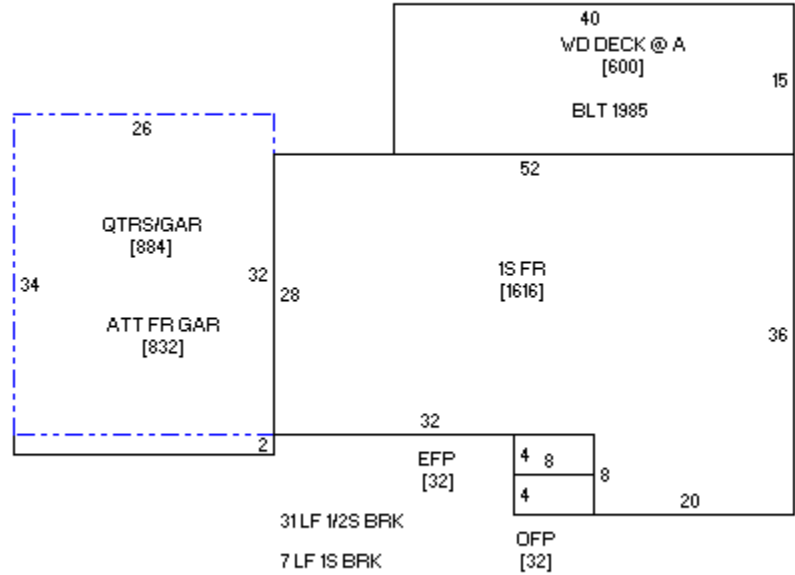 40
WD DECK @ A
[600]
15
BLT 1985
26
52
QTRS/GAR
[884]
34
32
28
1S FR
[1616]
ATT FR GAR
[832]
36
32
2
EFP
[32]
4
8
8
4
20
31 LF 1/2S BRK
7 LF 1S BRK
OFP
[32]